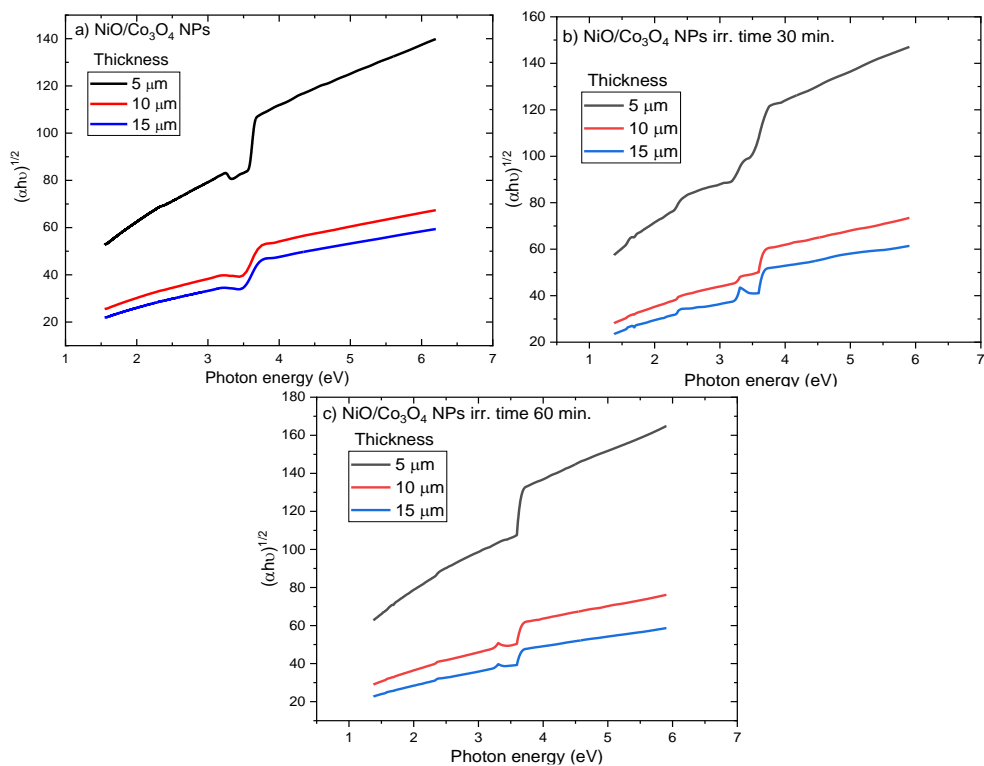 a) NiO/Co₃O₄ NPs
Thickness
5 μm
10 μm
15 μm
140
120
100
80
60
40
20
1 2 3 4 5 6 7
(αhυ)^1/2
Photon energy (eV)
b) NiO/Co₃O₄ NPs irr. time 30 min.
Thickness
5 μm
10 μm
15 μm
160
140
120
100
80
60
40
20
1 2 3 4 5 6 7
(αhυ)^1/2
Photon energy (eV)
c) NiO/Co₃O₄ NPs irr. time 60 min.
Thickness
5 μm
10 μm
15 μm
180
160
140
120
100
80
60
40
20
1 2 3 4 5 6 7
(αhυ)^1/2
Photon energy (eV)